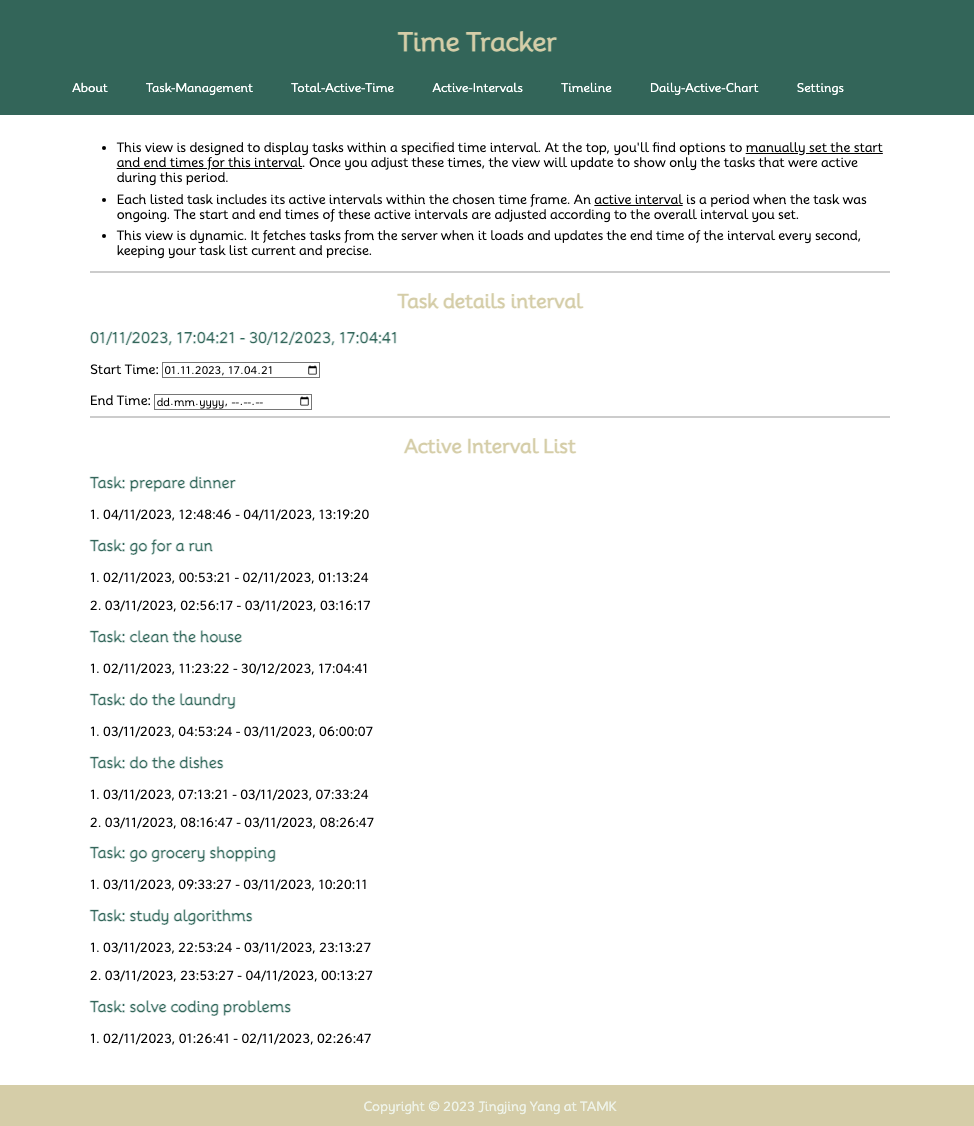 Time Tracker
About Task-Management Total-Active-Time Active-Intervals Timeline Daily-Active-Chart Settings
• This view is designed to display tasks within a specified time interval. At the top, you'll find options to manually set the start
and end times for this interval. Once you adjust these times, the view will update to show only the tasks that were active
during this period.
• Each listed task includes its active intervals within the chosen time frame. An active interval is a period when the task was
ongoing. The start and end times of these active intervals are adjusted according to the overall interval you set.
• This view is dynamic. It fetches tasks from the server when it loads and updates the end time of the interval every second,
keeping your task list current and precise.
Task details interval
01/11/2023, 17:04:21 - 30/12/2023, 17:04:41
Start Time: 01.11.2023, 17.04.21
End Time: dd.mm.yyyy, --.--.--
Active Interval List
Task: prepare dinner
1. 04/11/2023, 12:48:46 - 04/11/2023, 13:19:20
Task: go for a run
1. 02/11/2023, 00:53:21 - 02/11/2023, 01:13:24
2. 03/11/2023, 02:56:17 - 03/11/2023, 03:16:17
Task: clean the house
1. 02/11/2023, 11:23:22 - 30/12/2023, 17:04:41
Task: do the laundry
1. 03/11/2023, 04:53:24 - 03/11/2023, 06:00:07
Task: do the dishes
1. 03/11/2023, 07:13:21 - 03/11/2023, 07:33:24
2. 03/11/2023, 08:16:47 - 03/11/2023, 08:26:47
Task: go grocery shopping
1. 03/11/2023, 09:33:27 - 03/11/2023, 10:20:11
Task: study algorithms
1. 03/11/2023, 22:53:24 - 03/11/2023, 23:13:27
2. 03/11/2023, 23:53:27 - 04/11/2023, 00:13:27
Task: solve coding problems
1. 02/11/2023, 01:26:41 - 02/11/2023, 02:26:47
Copyright © 2023 Jingjing Yang at TAMK